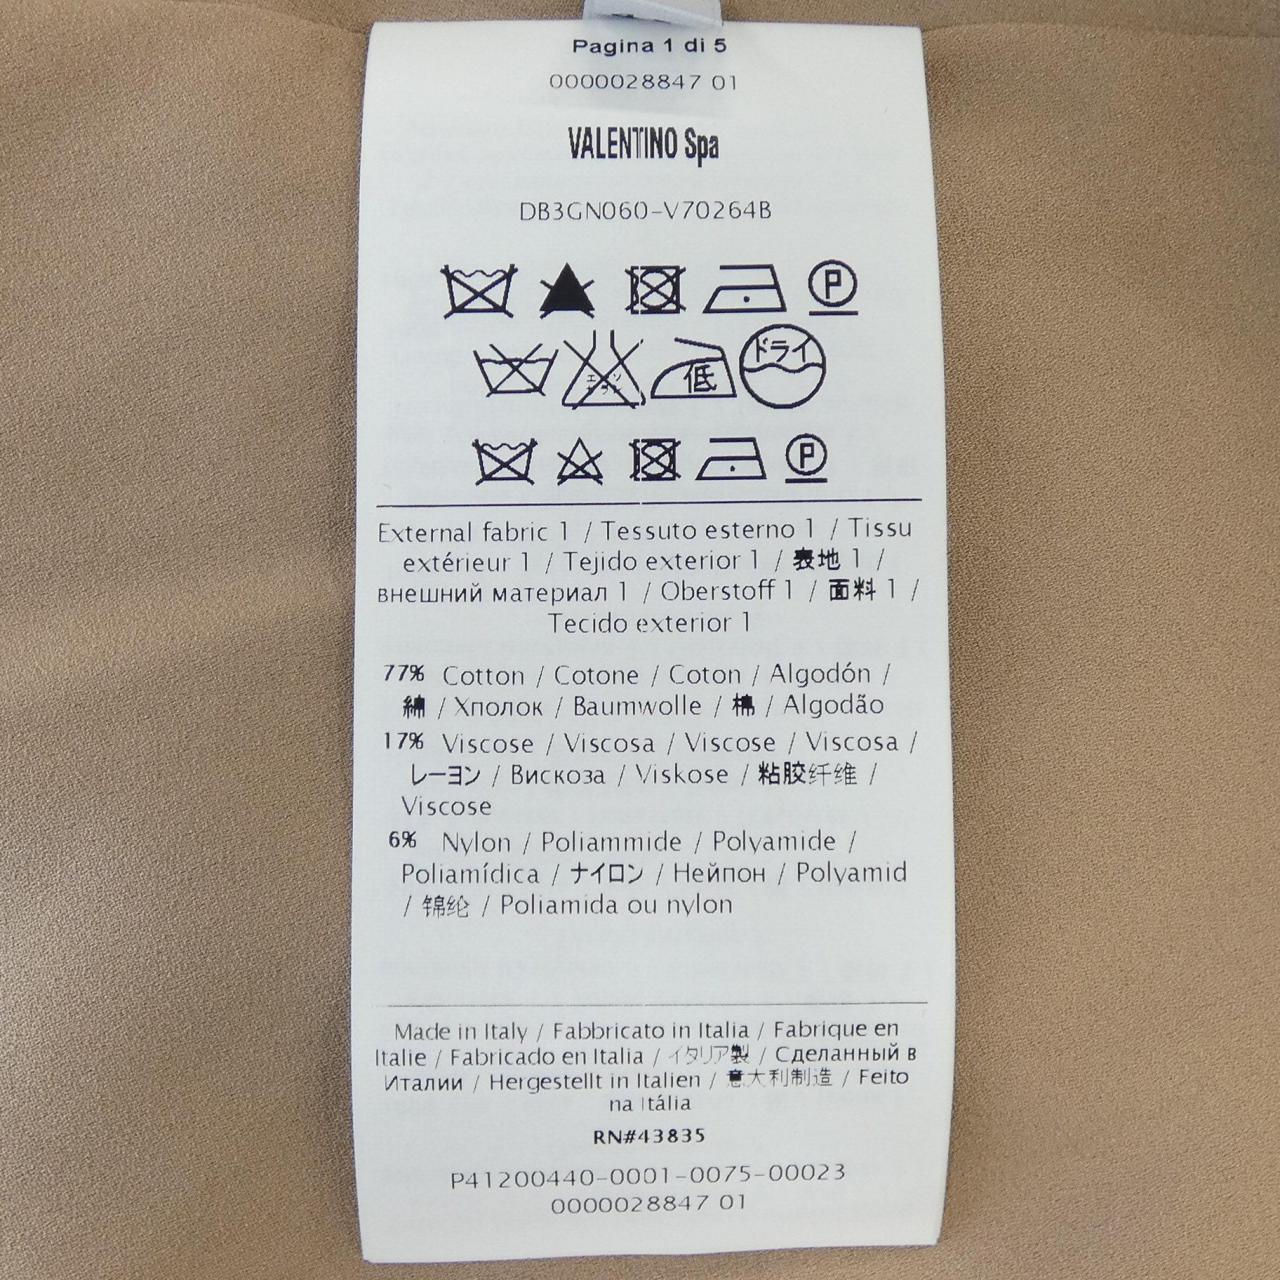 Pagina 1 di 5
0000028847 01
VALENTINO Spa
DB3GN060-V70264B
P
ドライ
低
P
External fabric 1 / Tessuto esterno 1 / Tissu
extérieur 1 / Tejido exterior 1 / 表地 1 /
внешний материал 1 / Oberstoff 1 / 面料 1 /
Tecido exterior 1
77% Cotton / Cotone / Coton / Algodón /
綿 / Хполок / Baumwolle / 棉 / Algodão
17% Viscose / Viscosa / Viscose / Viscosa /
レーヨン / Вискоза / Viskose / 粘胶纤维 /
Viscose
6% Nylon / Poliammide / Polyamide /
Poliamídica / ナイロン / Нейпон / Polyamid
/ 锦纶 / Poliamida ou nylon
Made in Italy / Fabbricato in Italia / Fabrique en
Italie / Fabricado en Italia / イタリア製 / Сделанный в
Италии / Hergestellt in Italien / 意大利制造 / Feito
na Itália
RN#43835
P41200440-0001-0075-00023
0000028847 01